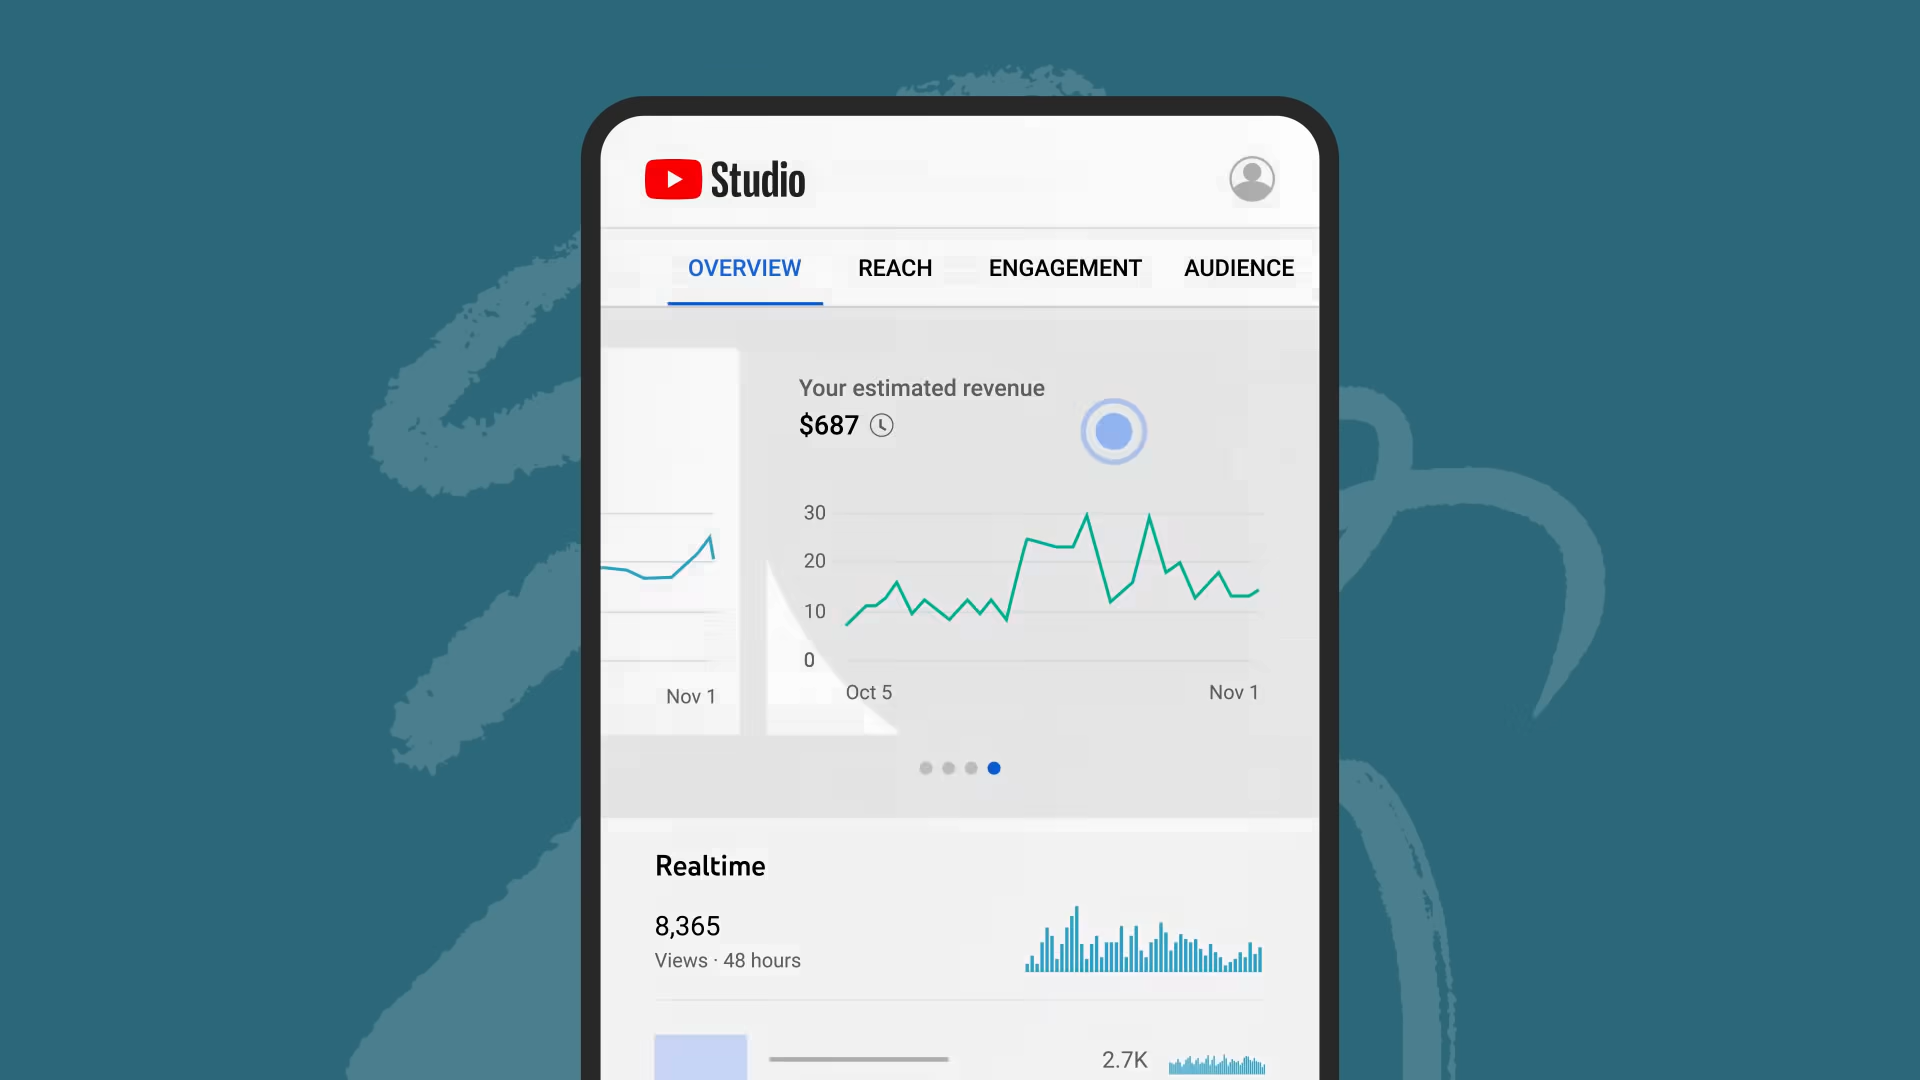 Studio
OVERVIEW REACH ENGAGEMENT AUDIENCE
Your estimated revenue
$687
30
20
10
0
Nov 1
Oct 5 Nov 1
Realtime
8,365
Views · 48 hours
2.7K